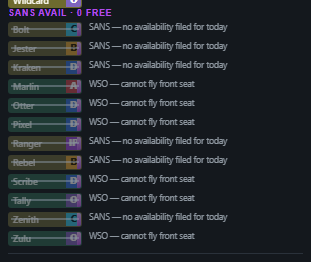 Wildcard
SANS AVAIL · 0 FREE
Bolt C SANS — no availability filed for today
Jester B SANS — no availability filed for today
Kraken D SANS — no availability filed for today
Marlin A WSO — cannot fly front seat
Otter D WSO — cannot fly front seat
Pixel D WSO — cannot fly front seat
Ranger SANS — no availability filed for today
Rebel B SANS — no availability filed for today
Scribe D WSO — cannot fly front seat
Tally WSO — cannot fly front seat
Zenith C SANS — no availability filed for today
Zulu WSO — cannot fly front seat